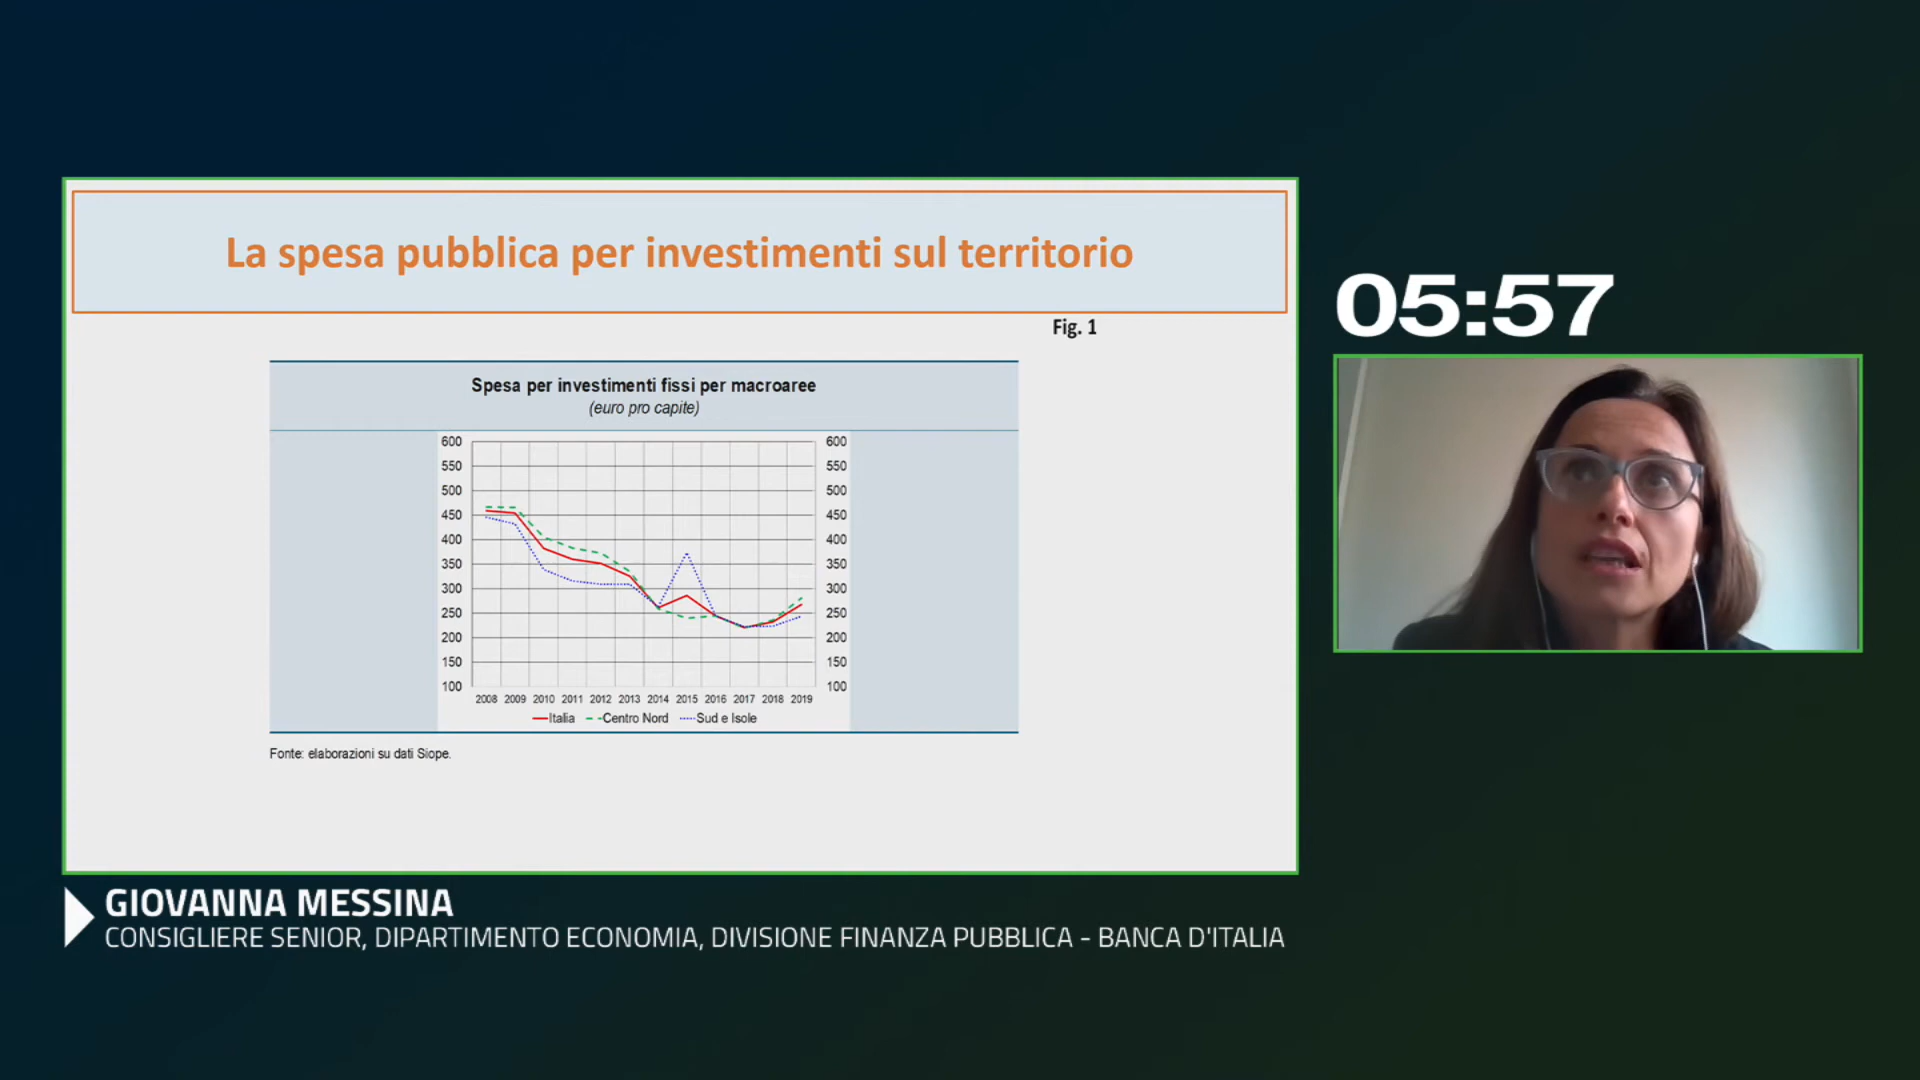 La spesa pubblica per investimenti sul territorio
Fig. 1
05:57
Spesa per investimenti fissi per macroaree
(euro pro capite)
600 600
550 550
500 500
450 450
400 400
350 350
300 300
250 250
200 200
150 150
100 100
2008 2009 2010 2011 2012 2013 2014 2015 2016 2017 2018 2019
Italia Centro Nord Sud e Isole
Fonte: elaborazioni su dati Siope.
GIOVANNA MESSINA
CONSIGLIERE SENIOR, DIPARTIMENTO ECONOMIA, DIVISIONE FINANZA PUBBLICA - BANCA D'ITALIA